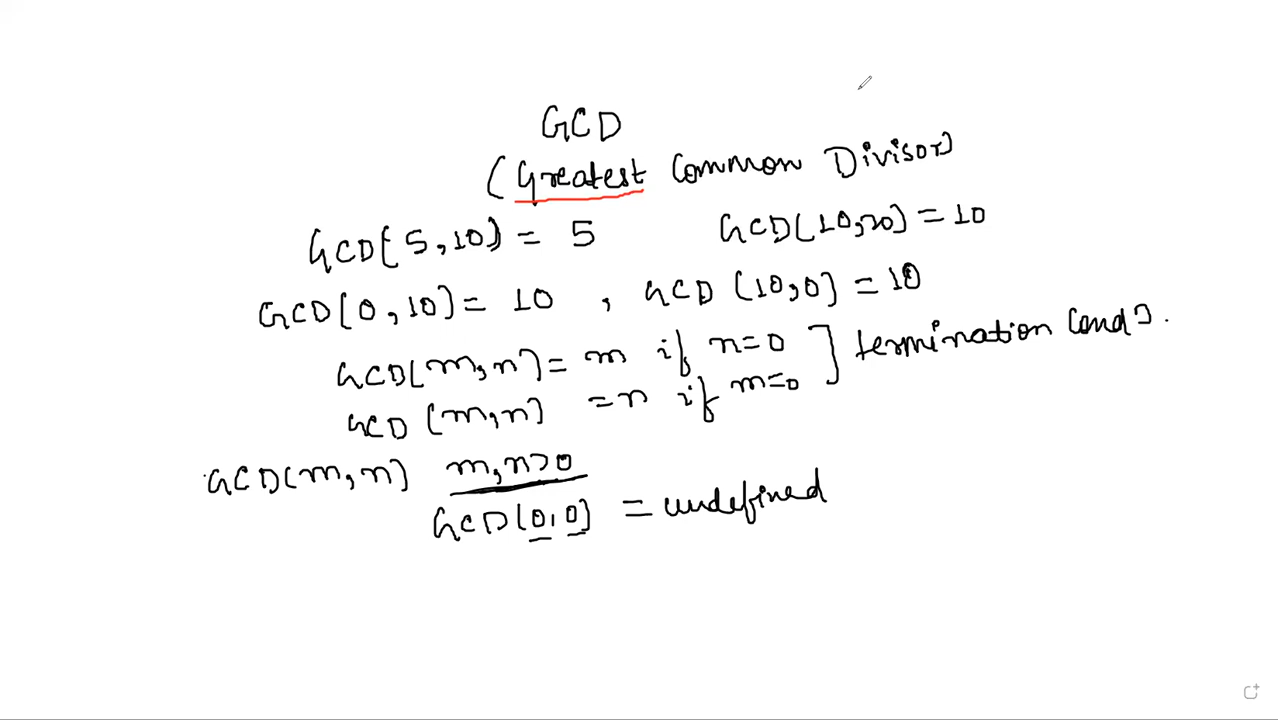 GCD
(Greatest Common Divisor)
GCD(5,10) = 5 GCD(10,20) = 10
GCD(0,10) = 10 , GCD (10,0) = 10
GCD(m,n) = m if n=0
GCD (m,n) = n if m=0 ] termination Condn.
GCD(m,n) m,n>0
GCD(0,0) = undefined